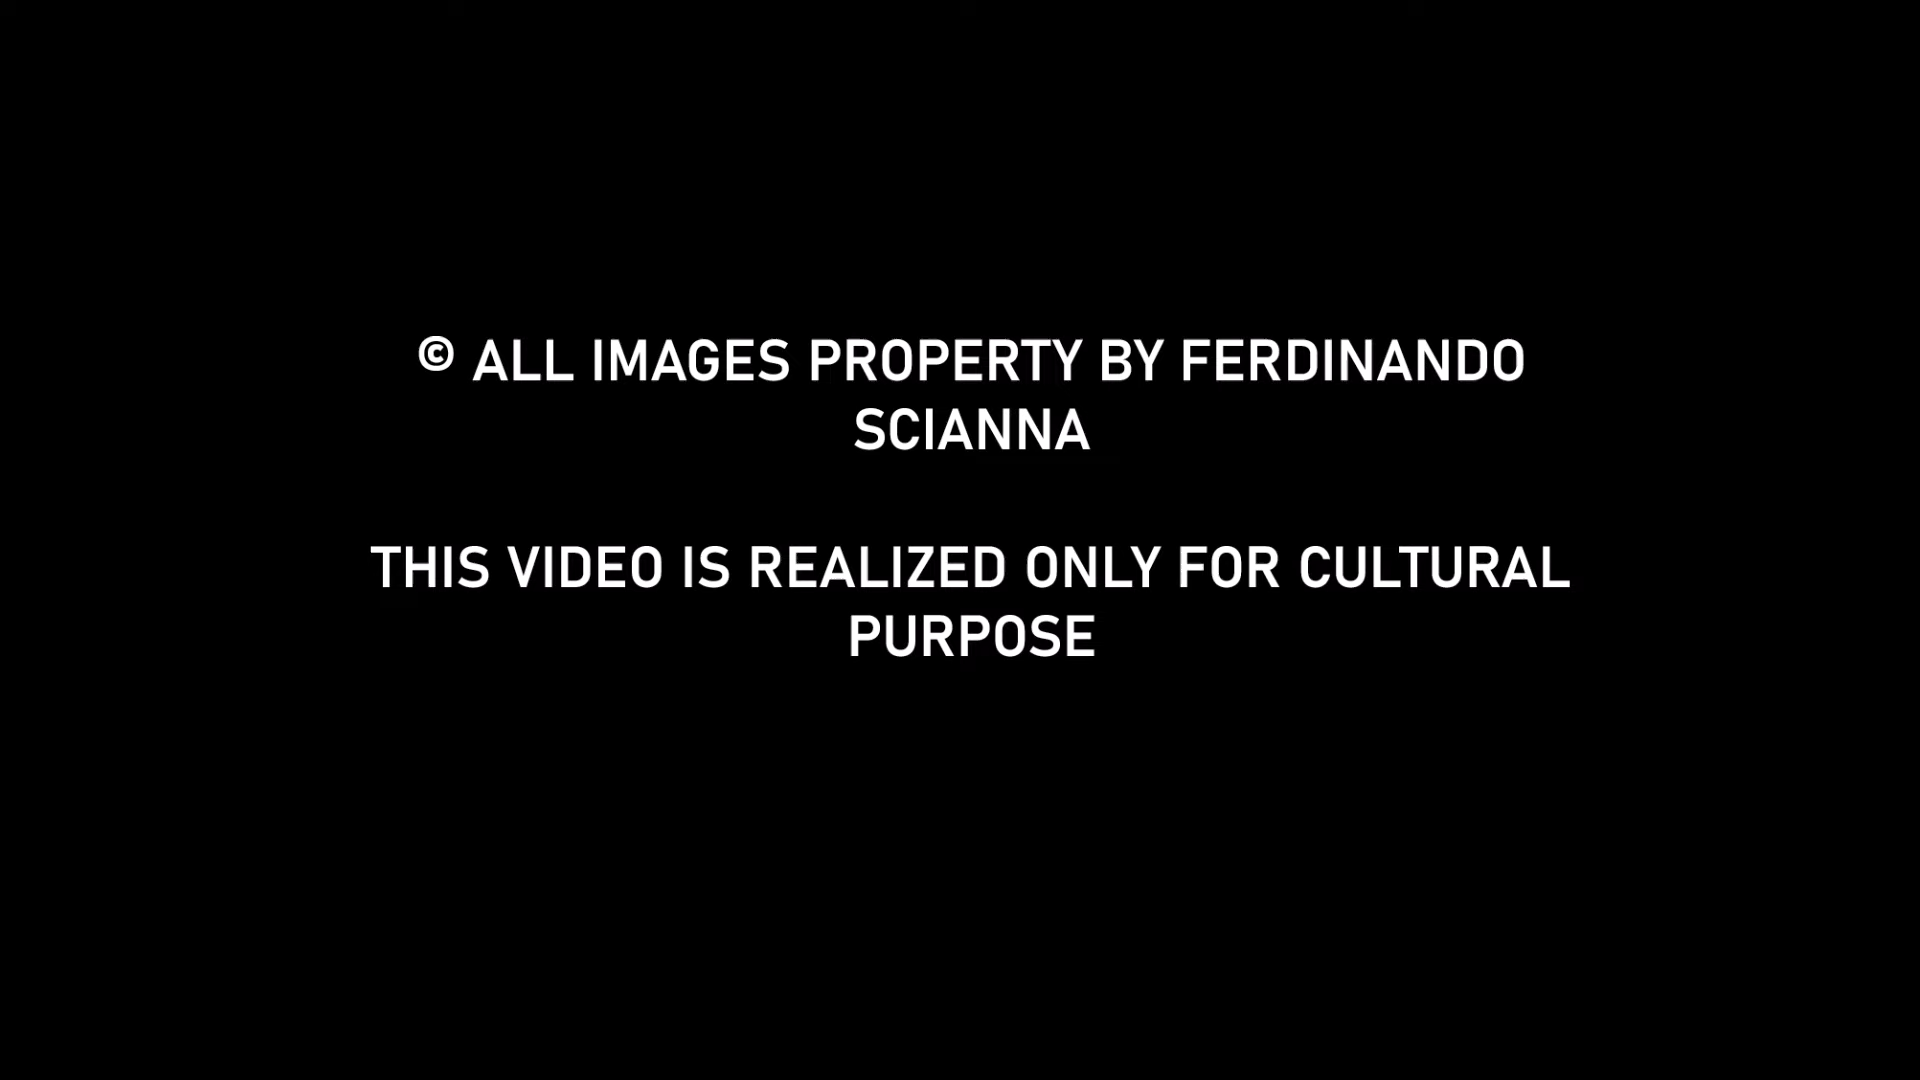 © ALL IMAGES PROPERTY BY FERDINANDO
SCIANNA
THIS VIDEO IS REALIZED ONLY FOR CULTURAL
PURPOSE